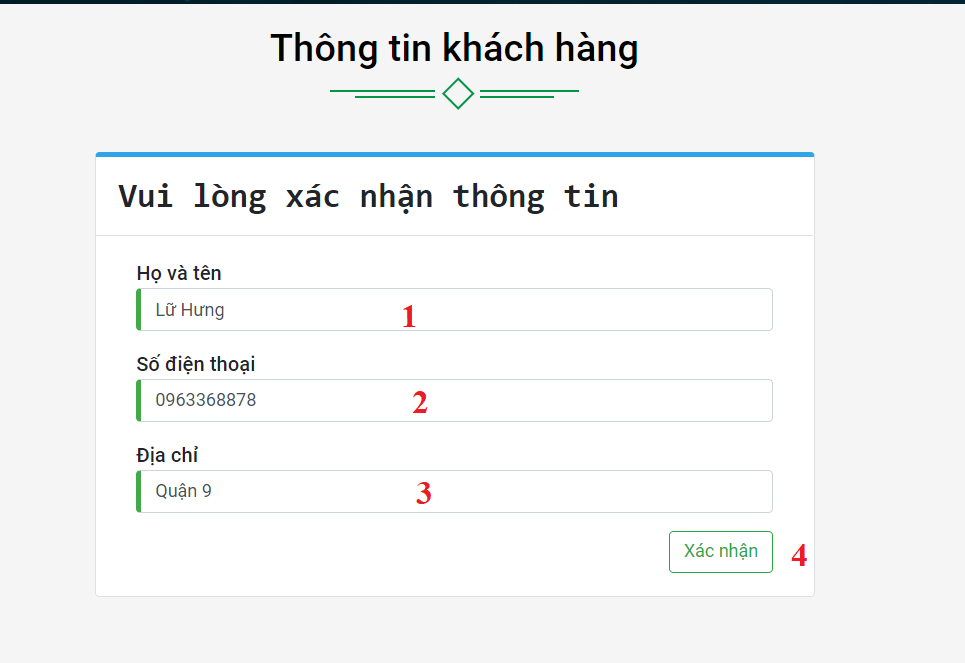 Thông tin khách hàng
Vui lòng xác nhận thông tin
Họ và tên
Lữ Hưng 1
Số điện thoại
0963368878 2
Địa chỉ
Quận 9 3
Xác nhận 4